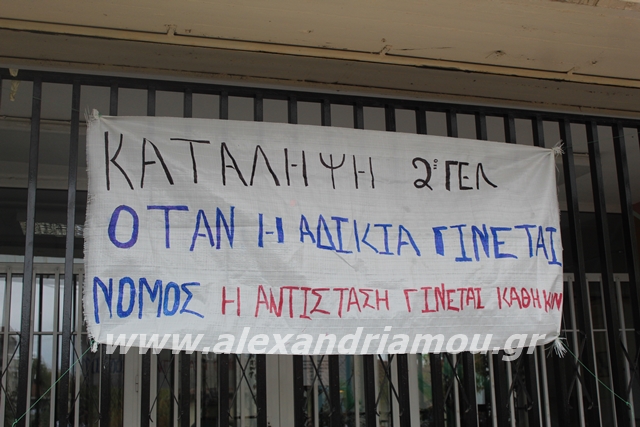 ΚΑΤΑΛΗΨΗ 2ο ΓΕΛ
ΟΤΑΝ Η ΑΔΙΚΙΑ ΓΙΝΕΤΑΙ
ΝΟΜΟΣ Η ΑΝΤΙΣΤΑΣΗ ΓΙΝΕΤΑΙ ΚΑΘΗΚΟΝ
www.alexandriamou.gr